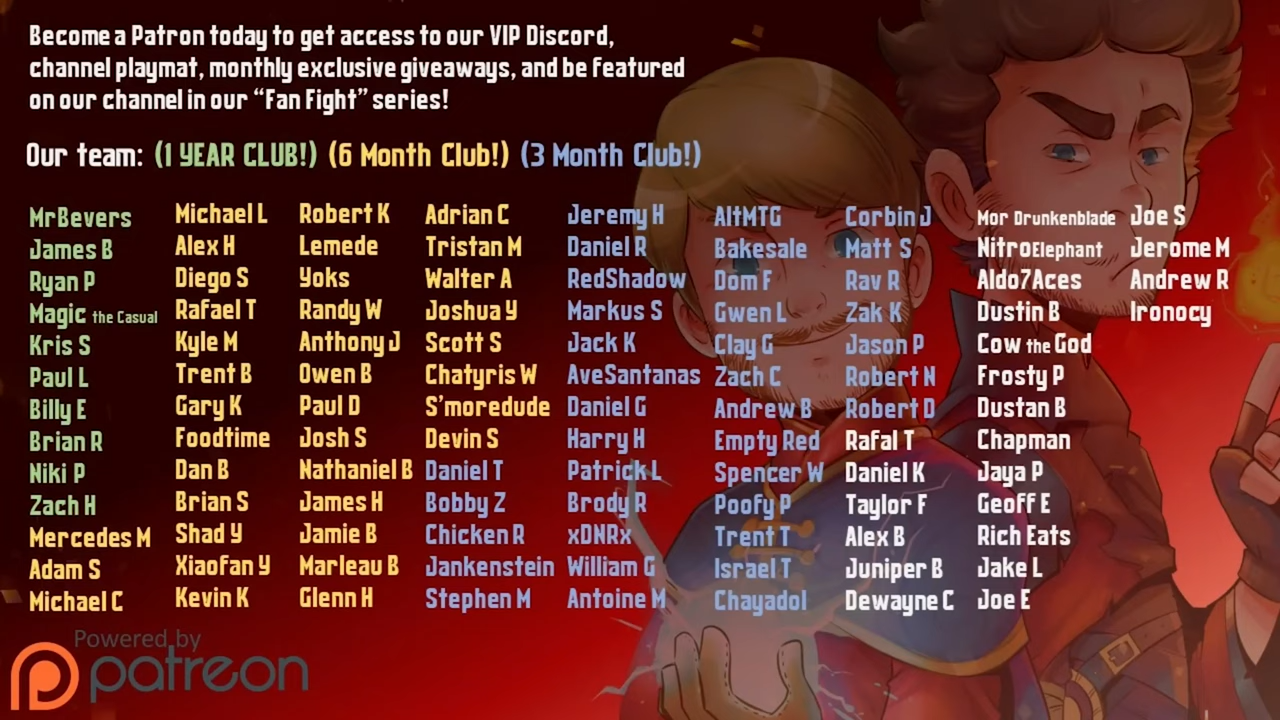 Become a Patron today to get access to our VIP Discord,
channel playmat, monthly exclusive giveaways, and be featured
on our channel in our “Fan Fight” series!
Our team: (1 YEAR CLUB!) (6 Month Club!) (3 Month Club!)
MrBevers
James B
Ryan P
Magic the Casual
Kris S
Paul L
Billy E
Brian R
Niki P
Zach H
Mercedes M
Adam S
Michael C
Michael L
Alex H
Diego S
Rafael T
Kyle M
Trent B
Gary K
Foodtime
Dan B
Brian S
Shad Y
Xiaofan Y
Kevin K
Robert K
Lemede
Yoks
Randy W
Anthony J
Owen B
Paul D
Josh S
Nathaniel B
James H
Jamie B
Marleau B
Glenn H
Adrian C
Tristan M
Walter A
Joshua Y
Scott S
Chatyris W
S'moredude
Devin S
Daniel T
Bobby Z
Chicken R
Jankenstein
Stephen M
Jeremy H
Daniel R
RedShadow
Markus S
Jack K
AveSantanas
Daniel G
Harry H
Patrick L
Brody R
xDNRx
William G
Antoine M
AltMTG
Bakesale
Dom F
Gwen L
Clay G
Zach C
Andrew B
Empty Red
Spencer W
Poofy P
Trent T
Israel T
Chayadol
Corbin J
Matt S
Rav R
Zak K
Jason P
Robert N
Robert D
Rafal T
Daniel K
Taylor F
Alex B
Juniper B
Dewayne C
Mor Drunkenblade
NitroElephant
Aldo7Aces
Dustin B
Cow the God
Frosty P
Dustan B
Chapman
Jaya P
Geoff E
Rich Eats
Jake L
Joe E
Joe S
Jerome M
Andrew R
Ironocy
Powered by
patreon